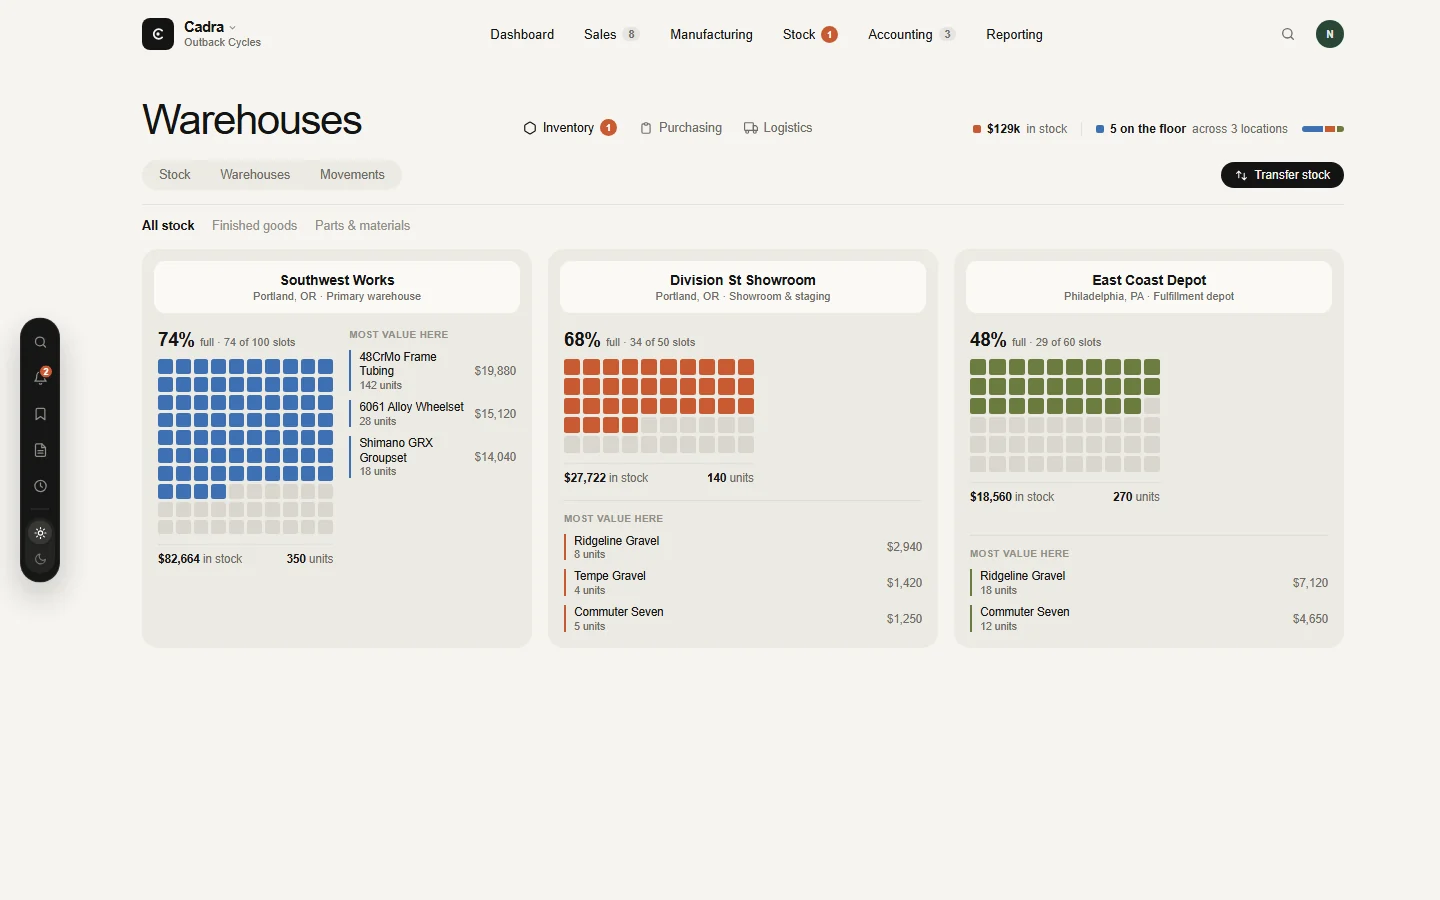 Cadra
Outback Cycles
Dashboard
Sales 8
Manufacturing
Stock 1
Accounting 3
Reporting
N
Warehouses
Inventory 1
Purchasing
Logistics
$129k in stock
5 on the floor across 3 locations
Stock
Warehouses
Movements
Transfer stock
All stock
Finished goods
Parts & materials
2
Southwest Works
Portland, OR · Primary warehouse
74% full · 74 of 100 slots
$82,664 in stock
350 units
MOST VALUE HERE
48CrMo Frame
Tubing
142 units
$19,880
6061 Alloy Wheelset
28 units
$15,120
Shimano GRX
Groupset
18 units
$14,040
Division St Showroom
Portland, OR · Showroom & staging
68% full · 34 of 50 slots
$27,722 in stock
140 units
MOST VALUE HERE
Ridgeline Gravel
8 units
$2,940
Tempe Gravel
4 units
$1,420
Commuter Seven
5 units
$1,250
East Coast Depot
Philadelphia, PA · Fulfillment depot
48% full · 29 of 60 slots
$18,560 in stock
270 units
MOST VALUE HERE
Ridgeline Gravel
18 units
$7,120
Commuter Seven
12 units
$4,650